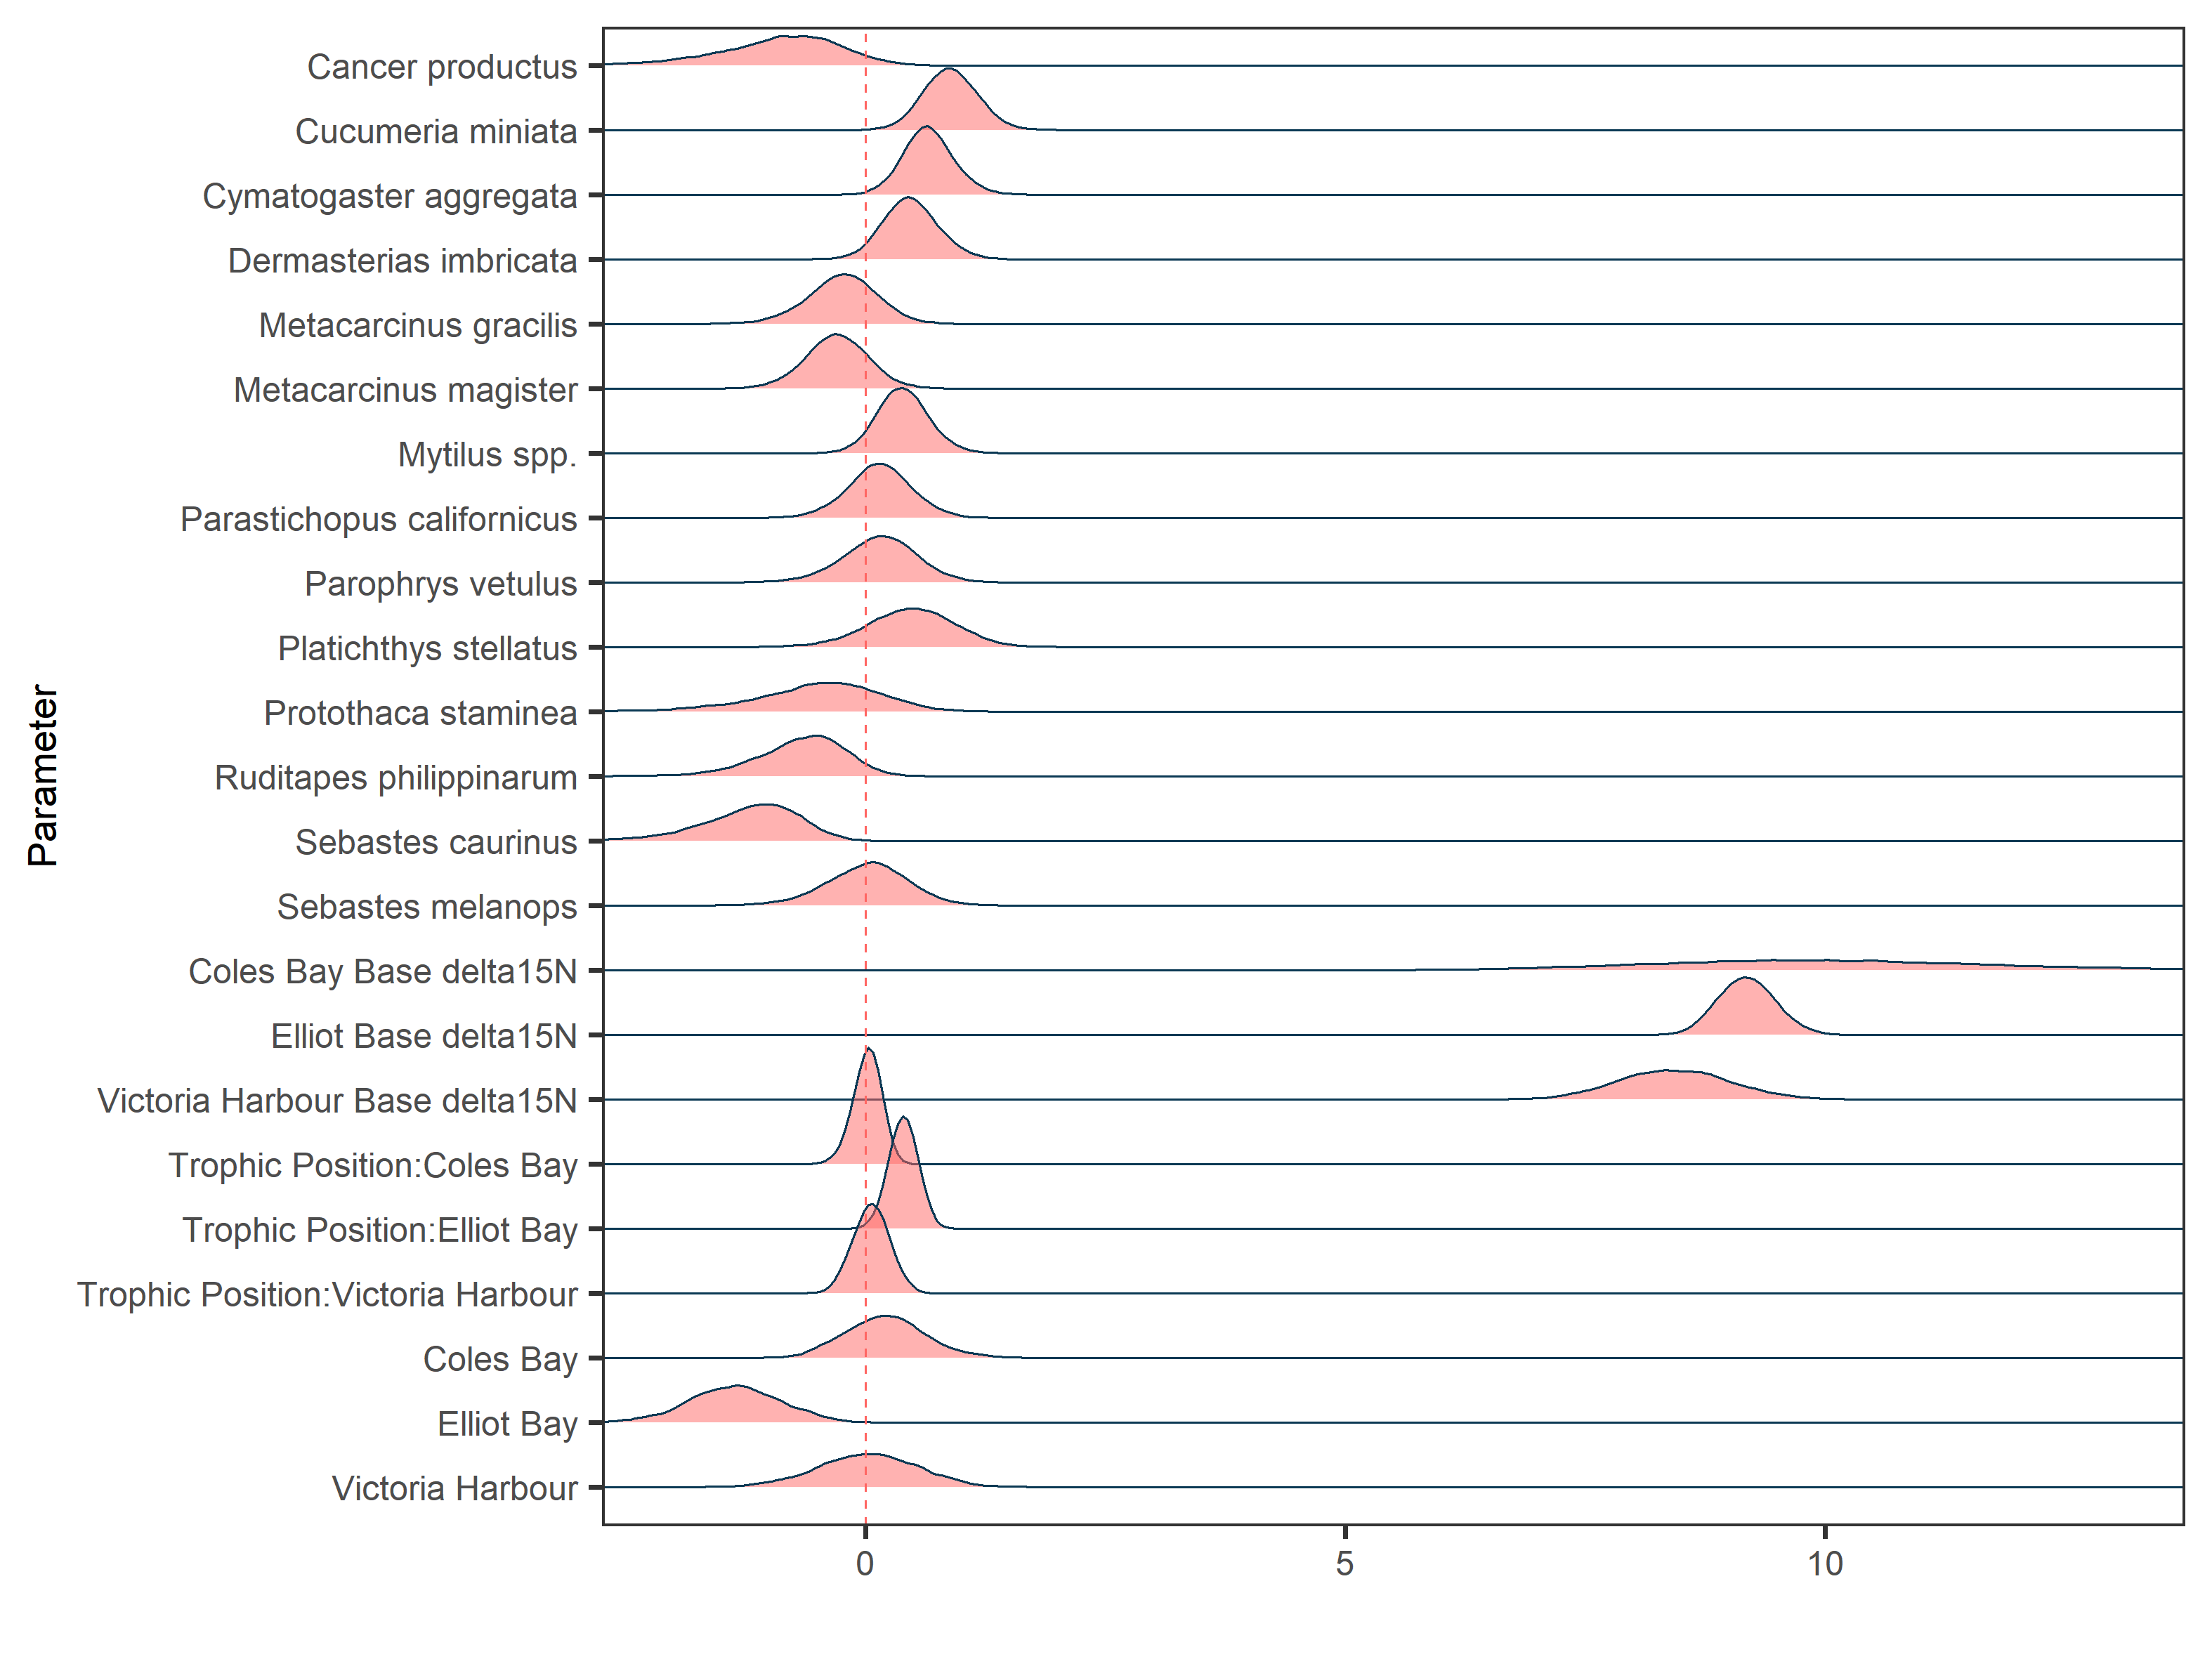 Parameter
Cancer productus
Cucumeria miniata
Cymatogaster aggregata
Dermasterias imbricata
Metacarcinus gracilis
Metacarcinus magister
Mytilus spp.
Parastichopus californicus
Parophrys vetulus
Platichthys stellatus
Protothaca staminea
Ruditapes philippinarum
Sebastes caurinus
Sebastes melanops
Coles Bay Base delta15N
Elliot Base delta15N
Victoria Harbour Base delta15N
Trophic Position:Coles Bay
Trophic Position:Elliot Bay
Trophic Position:Victoria Harbour
Coles Bay
Elliot Bay
Victoria Harbour
0 5 10